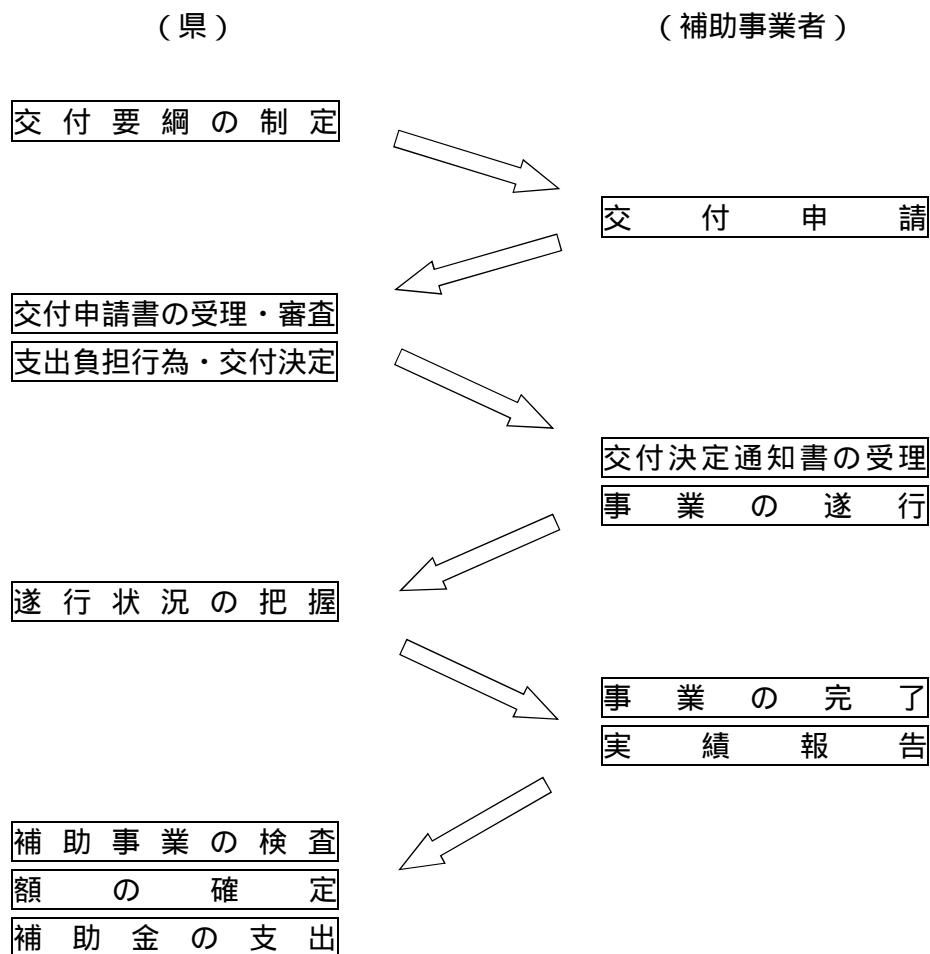 （県）
（補助事業者）
交付要綱の制定
交付申請
交付申請書の受理・審査
支出負担行為・交付決定
交付決定通知書の受理
事業の遂行
遂行状況の把握
事業の完了
実績報告
補助事業の検査
額の確定
補助金の支出